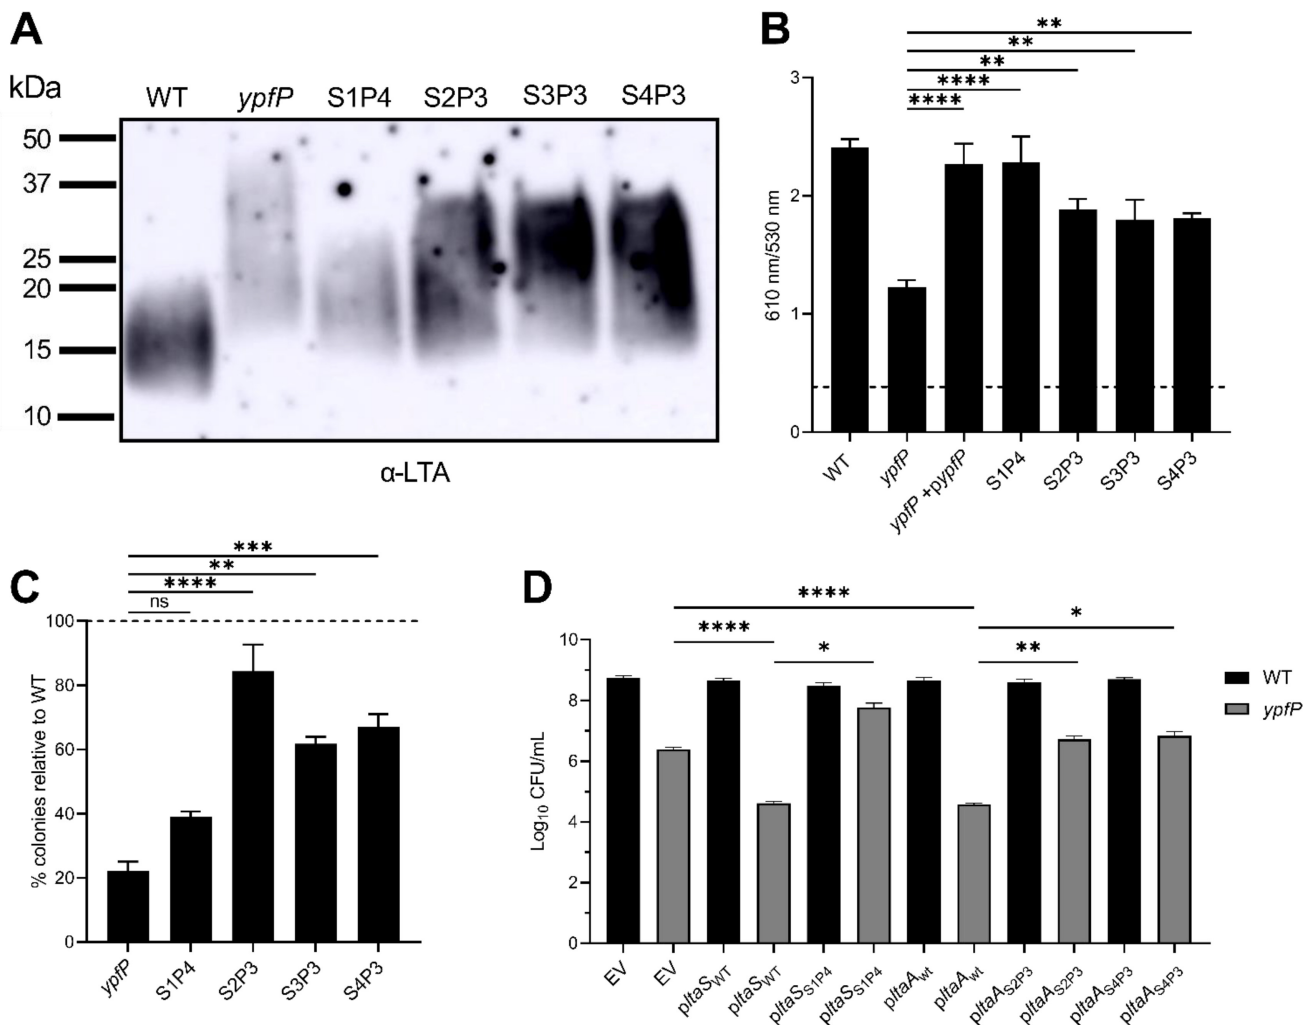 A
kDa
WT ypfP S1P4 S2P3 S3P3 S4P3
50
37
25
20
15
10
α-LTA
B
**
**
**
****
****
610 nm/530 nm
3
2
1
0
WT
ypfP
ypfP +pypfP
S1P4
S2P3
S3P3
S4P3
C
***
**
****
ns
% colonies relative to WT
100
80
60
40
20
0
ypfP
S1P4
S2P3
S3P3
S4P3
D
****
****
*
*
**
Log10 CFU/mL
10
8
6
4
2
0
EV
EV
pltaSWT
pltaSWT
pltaSS1P4
pltaSS1P4
pltaAwt
pltaAwt
pltaAS2P3
pltaAS2P3
pltaAS4P3
pltaAS4P3
WT
ypfP